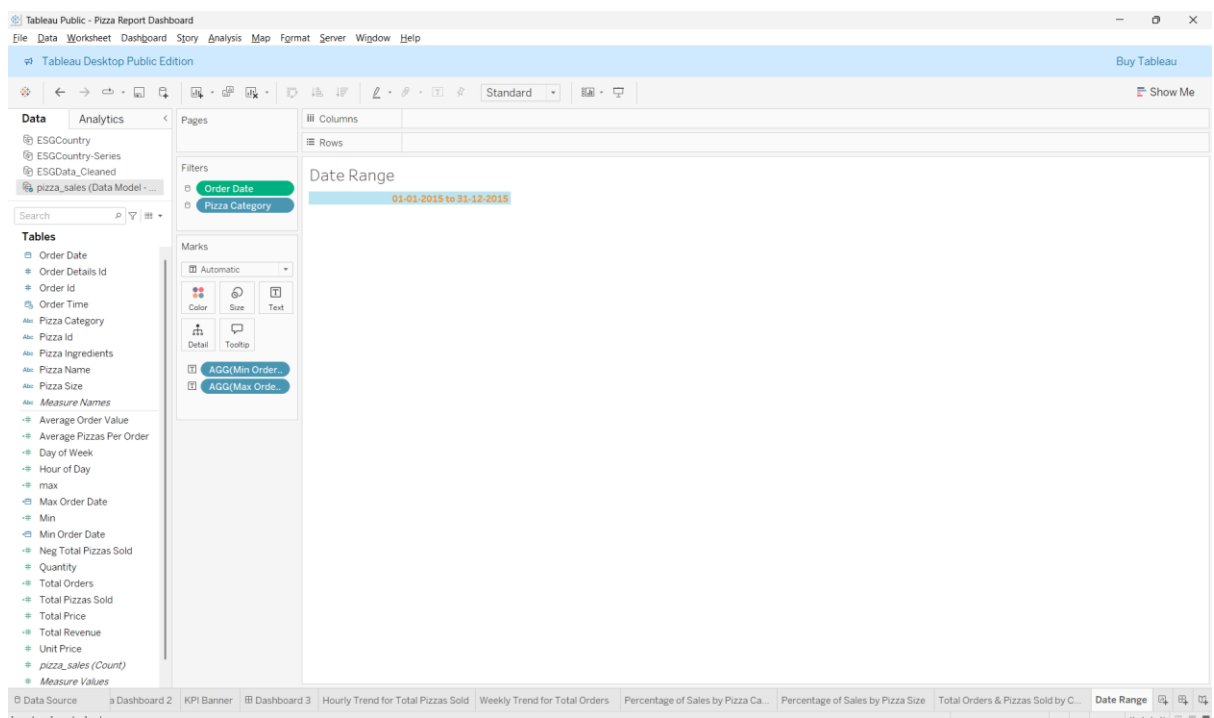 Tableau Public - Pizza Report Dashboard
File Data Worksheet Dashboard Story Analysis Map Format Server Window Help
Tableau Desktop Public Edition Buy Tableau
Standard Show Me
Data Analytics
ESGCountry
ESGCountry-Series
ESGData_Cleaned
pizza_sales (Data Model - ...
Search
Tables
Order Date
Order Details Id
Order Id
Order Time
Abc Pizza Category
Abc Pizza Id
Abc Pizza Ingredients
Abc Pizza Name
Abc Pizza Size
Abc Measure Names
Average Order Value
Average Pizzas Per Order
Day of Week
Hour of Day
max
Max Order Date
Min
Min Order Date
Neg Total Pizzas Sold
Quantity
Total Orders
Total Pizzas Sold
Total Price
Total Revenue
Unit Price
pizza_sales (Count)
Measure Values
Pages
Filters
Order Date
Pizza Category
Marks
Automatic
Color Size Text
Detail Tooltip
AGG(Min Order..
AGG(Max Orde..
Columns
Rows
Date Range
01-01-2015 to 31-12-2015
Data Source a Dashboard 2 KPI Banner Dashboard 3 Hourly Trend for Total Pizzas Sold Weekly Trend for Total Orders Percentage of Sales by Pizza Ca... Percentage of Sales by Pizza Size Total Orders & Pizzas Sold by C... Date Range